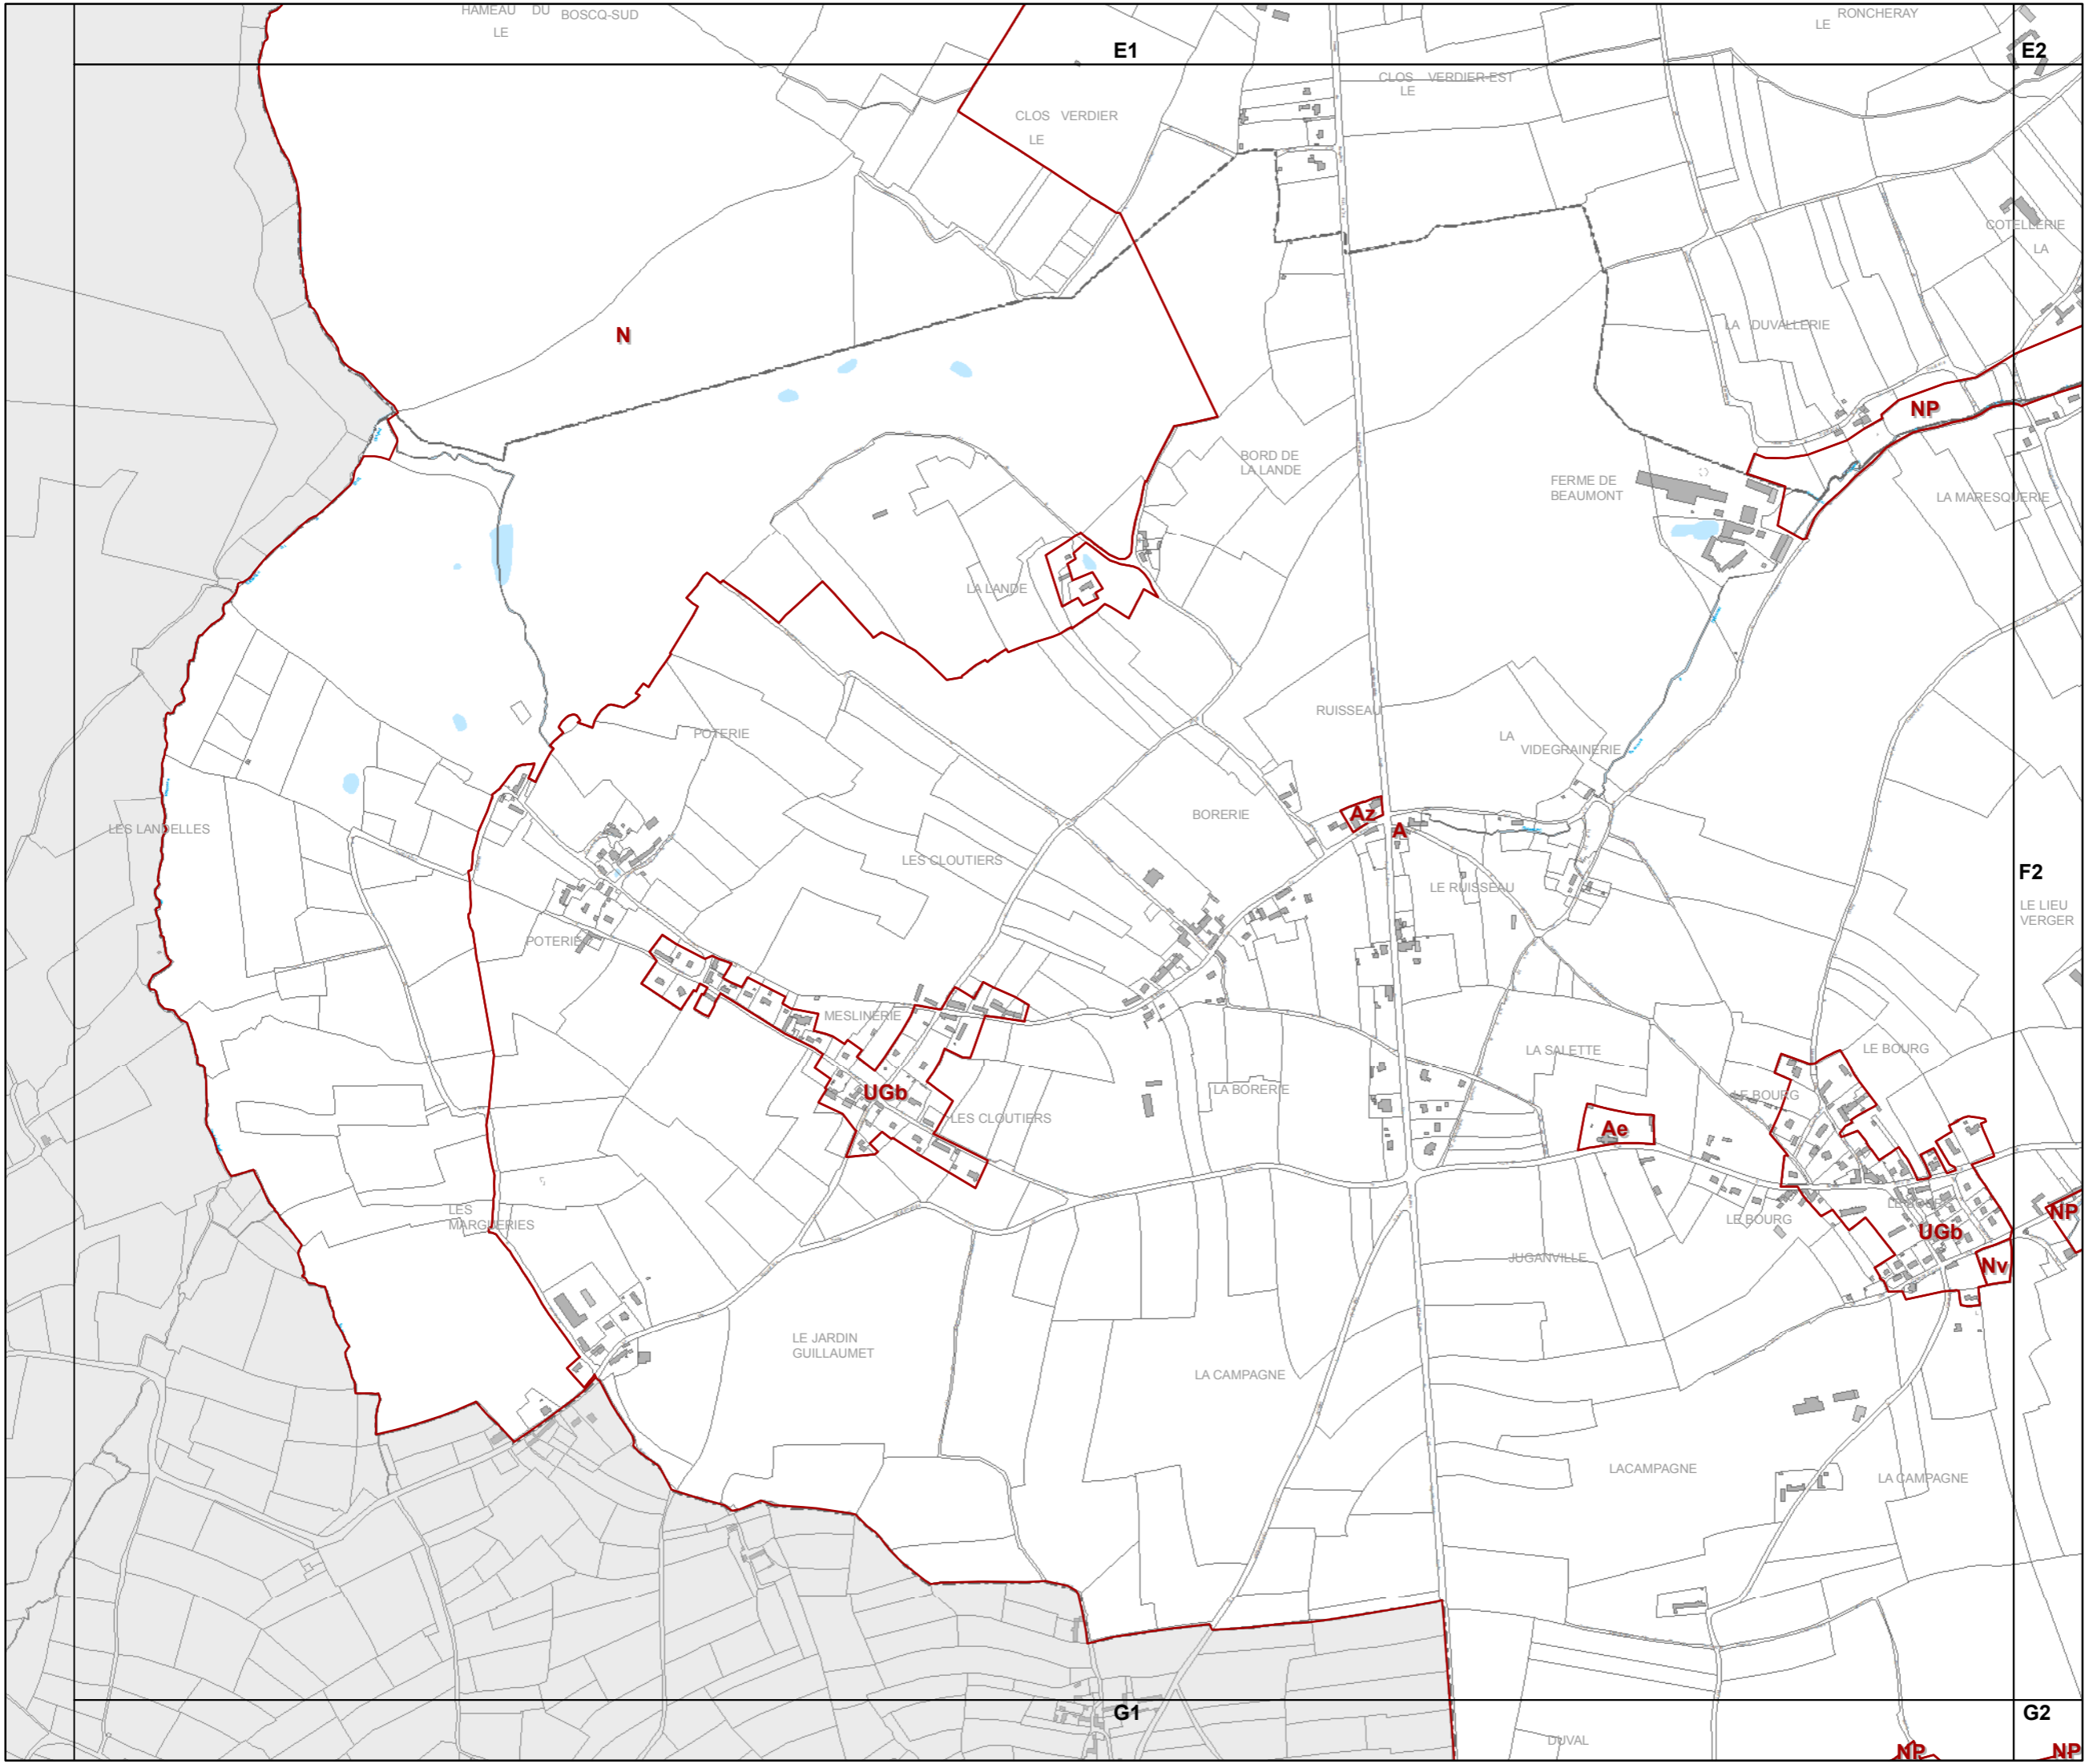 HAMEAU DU BOSCQ-SUD
LE
RONCHERAY
LE
E1
E2
CLOS VERDIER-EST
LE
CLOS VERDIER
LE
COTELLERIE
LA
N
LA DUVALLERIE
NP
BORD DE
LA LANDE
FERME DE
BEAUMONT
LA MARESQUERIE
LA LANDE
RUISSEAU
POTERIE
LA
VIDEGRAINERIE
LES LANDELLES
BORERIE
Az
A
LES CLOUTIERS
LE RUISSEAU
F2
LE LIEU
VERGER
POTERIE
MESLINERIE
LA SALETTE
LE BOURG
UGb
LA BORERIE
LE BOURG
LES CLOUTIERS
Ae
LES
MARGUERIES
LE BOURG
LE BOURG
NP
UGb
JUGANVILLE
Nv
LE JARDIN
GUILLAUMET
LA CAMPAGNE
LACAMPAGNE
LA CAMPAGNE
G1
G2
DUVAL
NP
NP